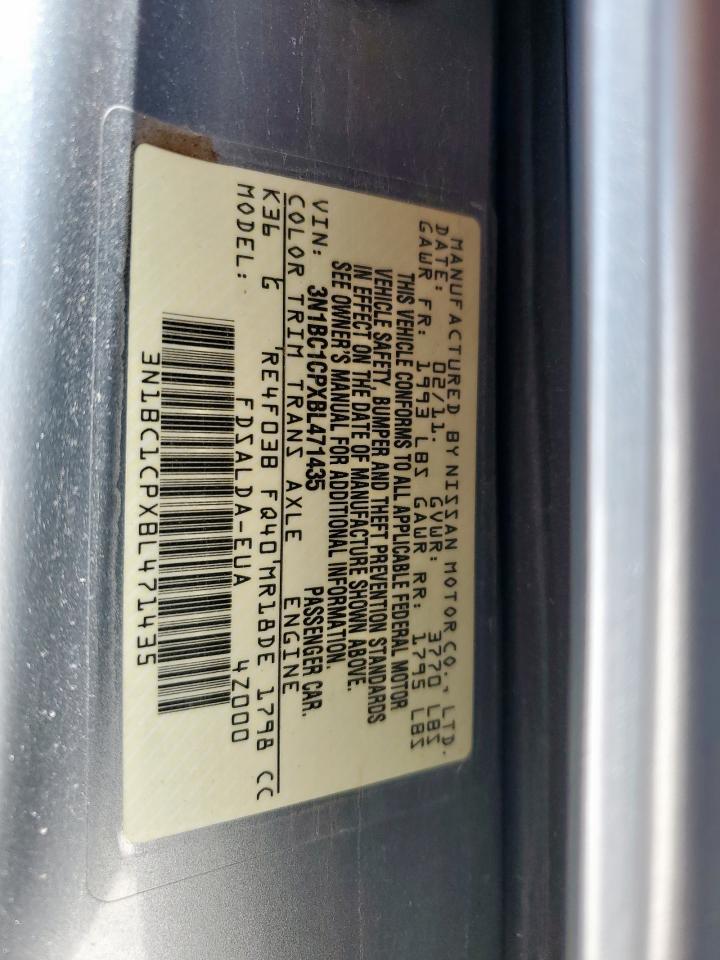 MANUFACTURED BY NISSAN MOTOR CO., LTD.
DATE: 02/11. GVWR: 3770 LBS
GAWR FR: 1993 LBS GAWR RR: 1795 LBS
THIS VEHICLE CONFORMS TO ALL APPLICABLE FEDERAL MOTOR
VEHICLE SAFETY, BUMPER AND THEFT PREVENTION STANDARDS
IN EFFECT ON THE DATE OF MANUFACTURE SHOWN ABOVE.
SEE OWNER'S MANUAL FOR ADDITIONAL INFORMATION.
VIN: 3N1BC1CPXBL471435 PASSENGER CAR.
COLOR TRIM TRANS AXLE ENGINE
K36 G RE4F03B FQ40 MR18DE 1798 CC
MODEL: FDSALDA-EUA 4Z000
3N1BC1CPXBL471435